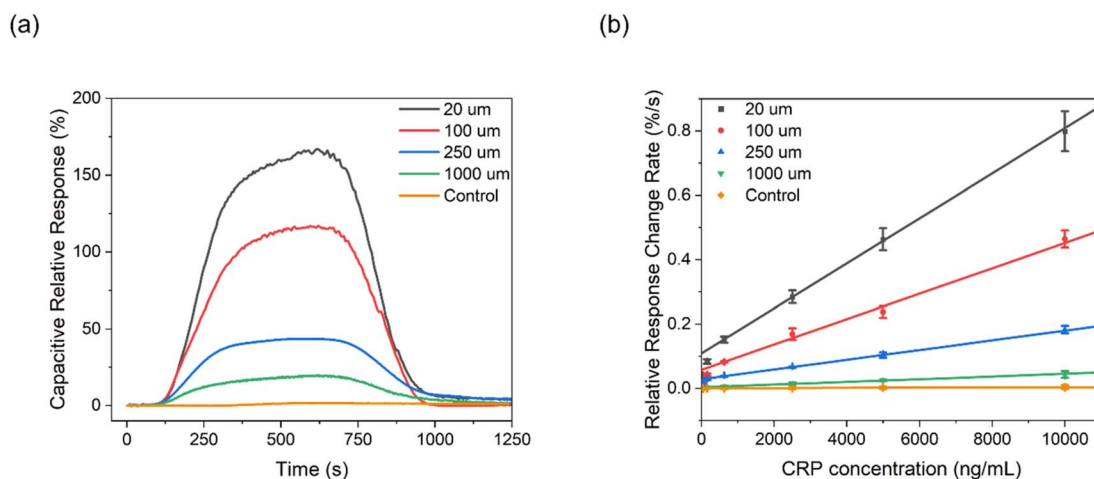 (a)
(b)
200
150
100
50
0
Capacitive Relative Response (%)
20 um
100 um
250 um
1000 um
Control
0
250
500
750
1000
1250
Time (s)
0.8
0.6
0.4
0.2
0.0
Relative Response Change Rate (%/s)
20 um
100 um
250 um
1000 um
Control
0
2000
4000
6000
8000
10000
CRP concentration (ng/mL)